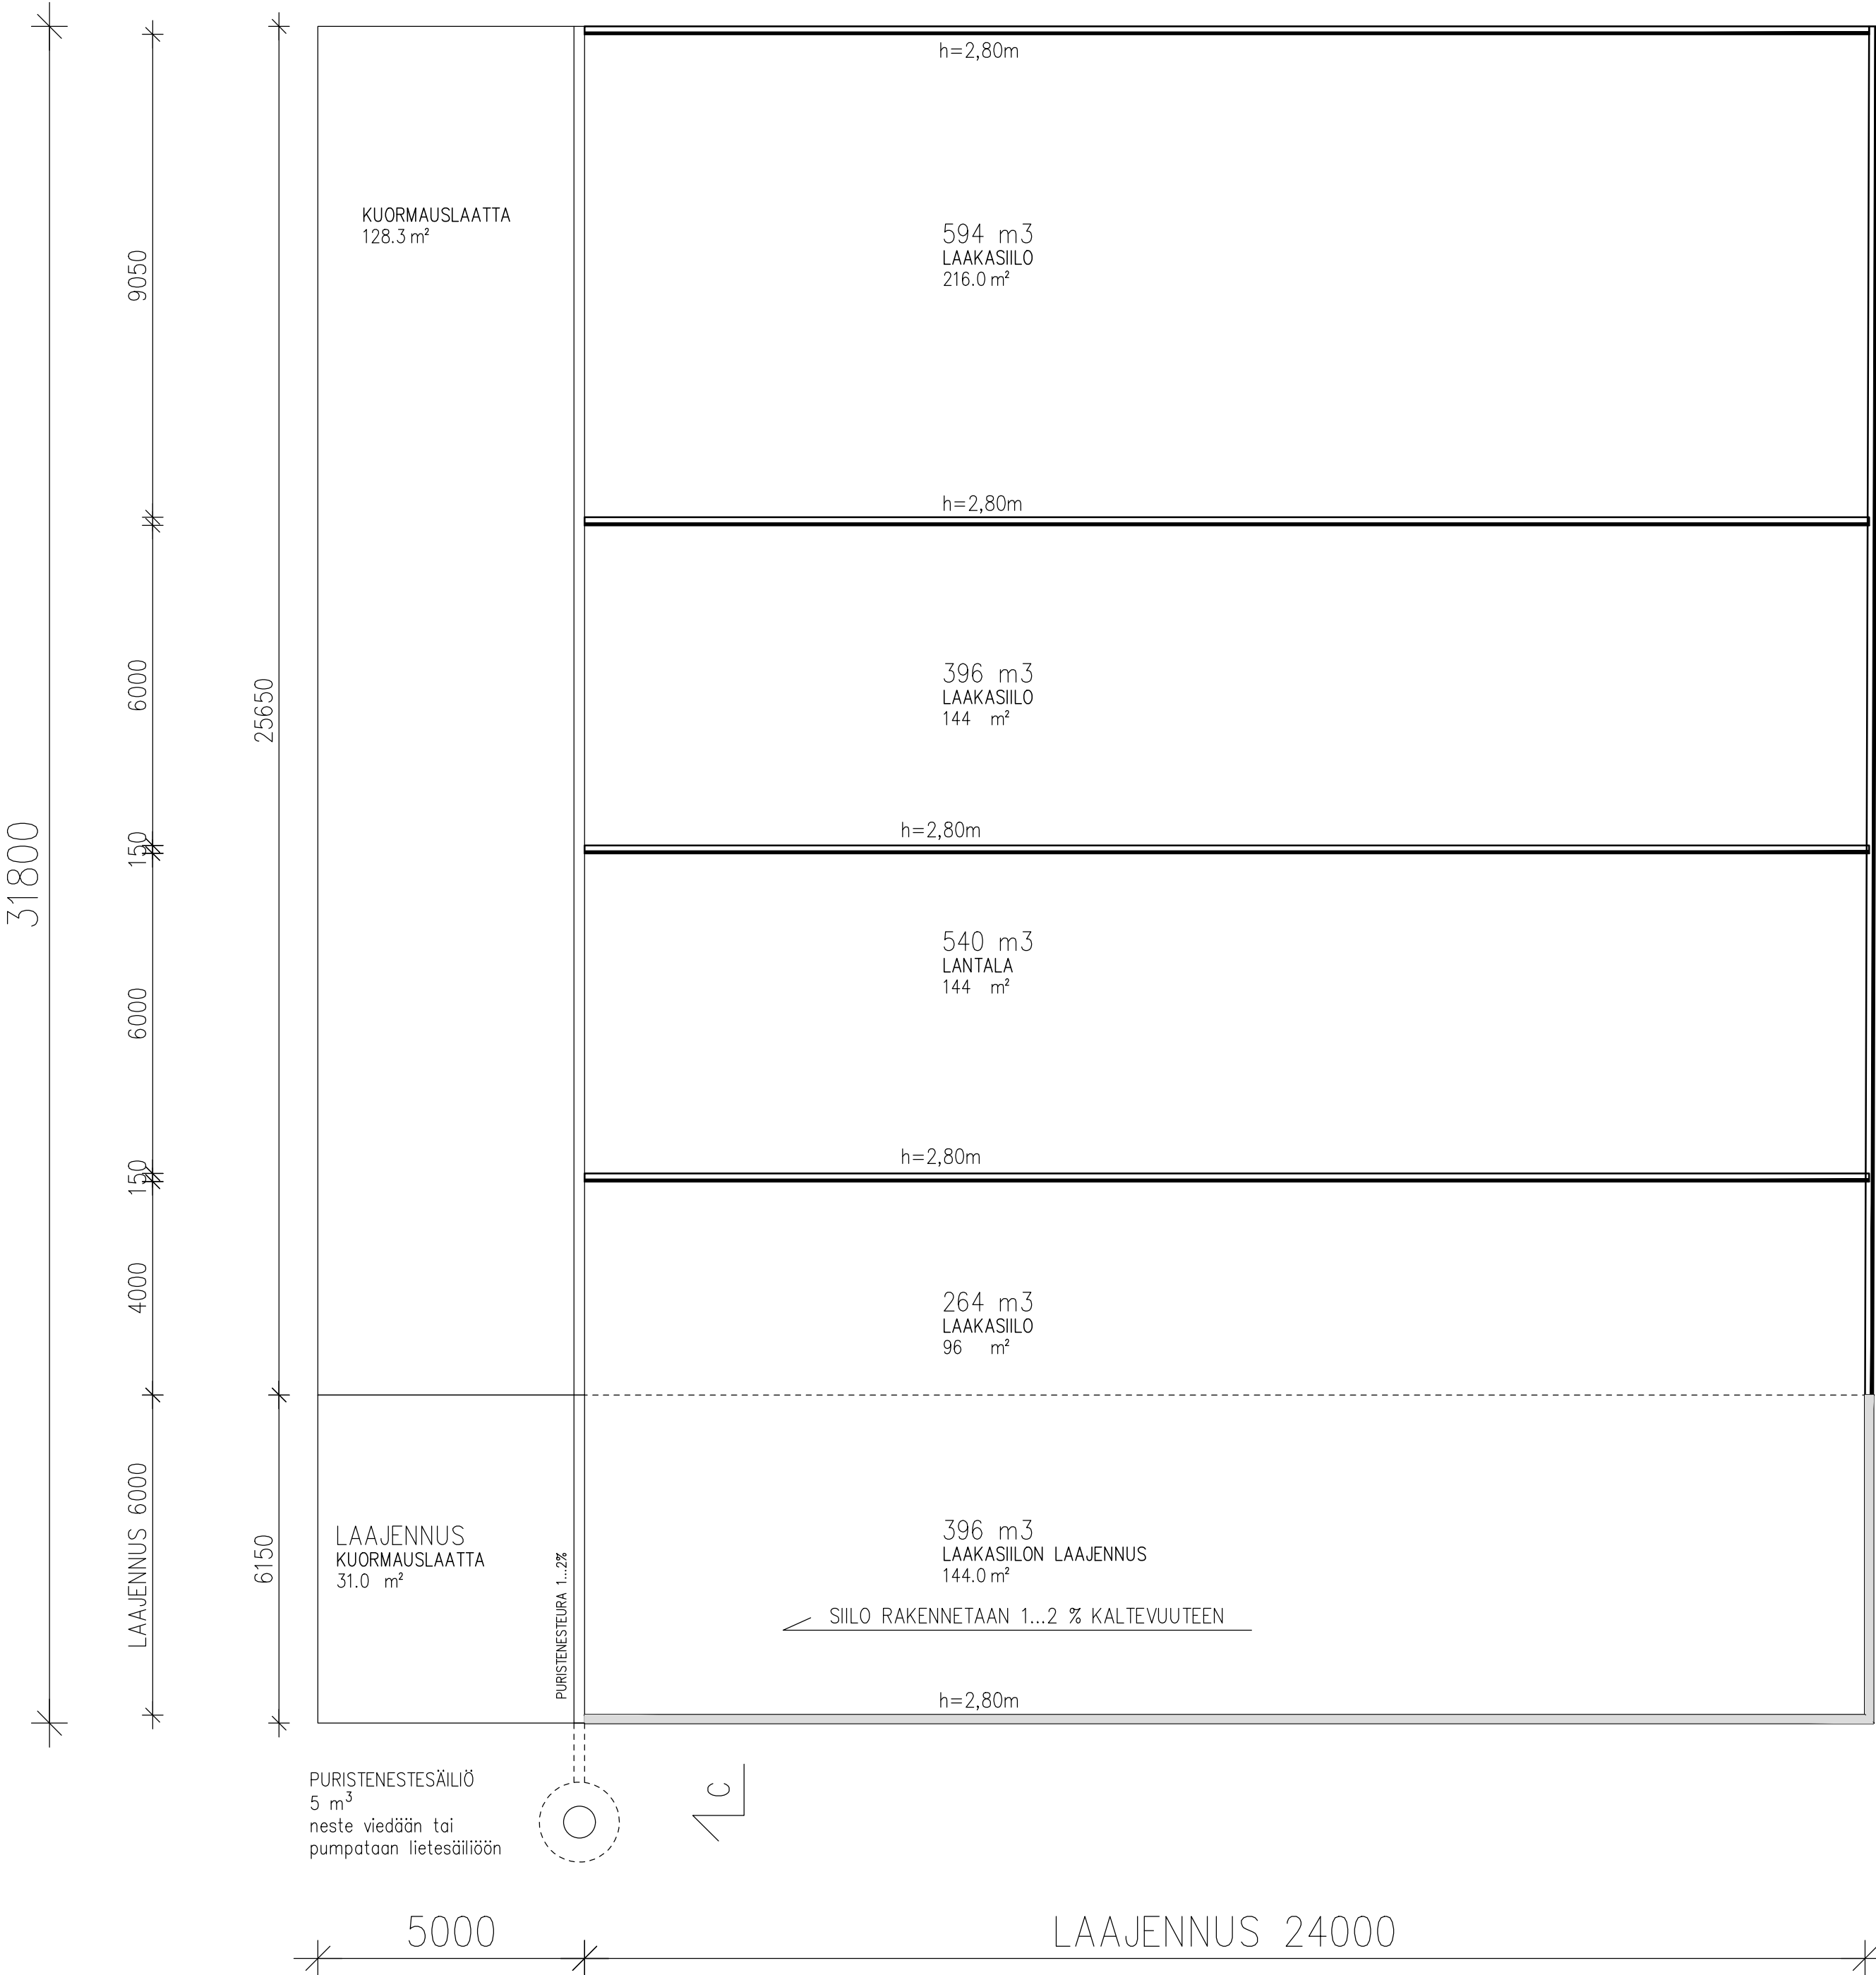 h=2,80m
KUORMAUSLAATTA
128.3 m²
594 m3
LAAKASIILO
216.0 m²
9050
h=2,80m
396 m3
LAAKASIILO
144 m²
6000
25650
31800
150
h=2,80m
540 m3
LANTALA
144 m²
6000
150
h=2,80m
4000
264 m3
LAAKASIILO
96 m²
LAAJENNUS 6000
6150
LAAJENNUS
KUORMAUSLAATTA
31.0 m²
PURISTENESTEURA 1...2%
396 m3
LAAKASIILON LAAJENNUS
144.0 m²
SIILO RAKENNETAAN 1...2 % KALTEVUUTEEN
h=2,80m
PURISTENESTESÄILIÖ
5 m³
neste viedään tai
pumpataan lietesäiliöön
C
5000
LAAJENNUS 24000